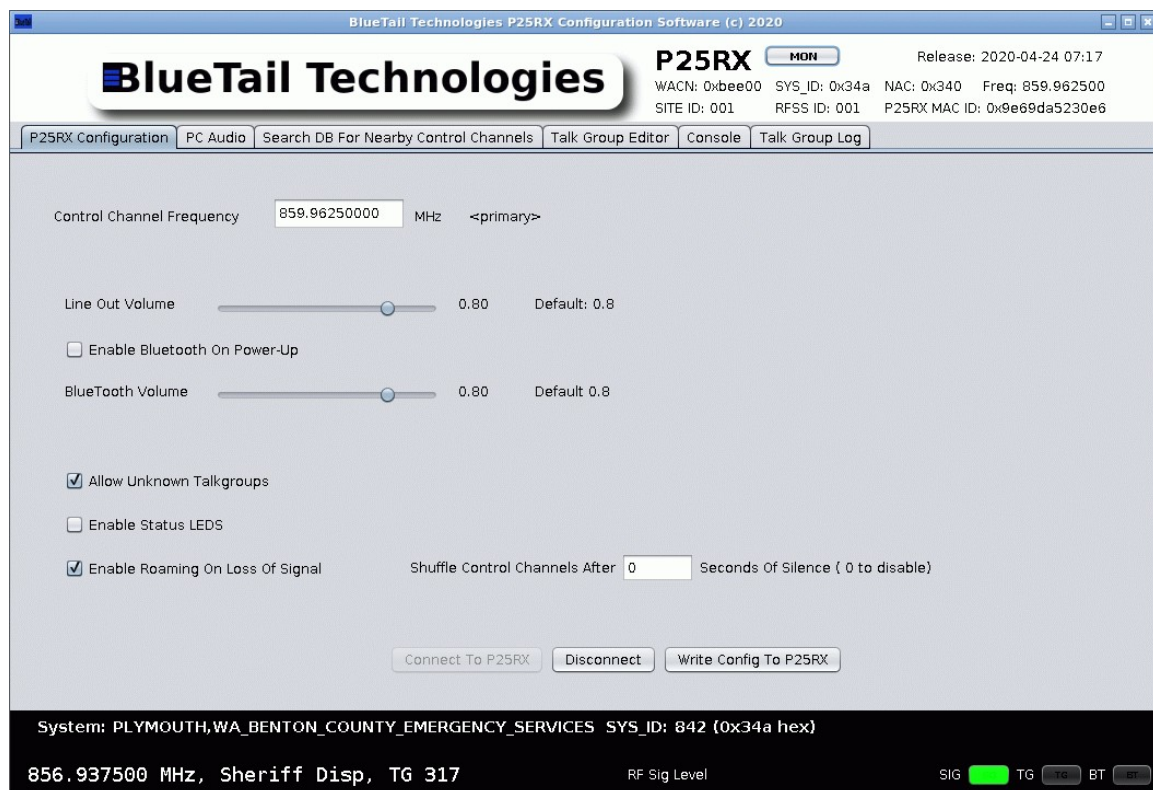 BlueTail Technologies P25RX Configuration Software (c) 2020
BlueTail Technologies
P25RX MON Release: 2020-04-24 07:17
WACN: 0xbee00 SYS_ID: 0x34a NAC: 0x340 Freq: 859.962500
SITE ID: 001 RFSS ID: 001 P25RX MAC ID: 0x9e69da5230e6
P25RX Configuration PC Audio Search DB For Nearby Control Channels Talk Group Editor Console Talk Group Log
Control Channel Frequency 859.96250000 MHz <primary>
Line Out Volume 0.80 Default: 0.8
Enable Bluetooth On Power-Up
BlueTooth Volume 0.80 Default 0.8
Allow Unknown Talkgroups
Enable Status LEDS
Enable Roaming On Loss Of Signal Shuffle Control Channels After 0 Seconds Of Silence ( 0 to disable)
Connect To P25RX Disconnect Write Config To P25RX
System: PLYMOUTH,WA_BENTON_COUNTY_EMERGENCY_SERVICES SYS_ID: 842 (0x34a hex)
856.937500 MHz, Sheriff Disp, TG 317 RF Sig Level SIG TG TG BT BT